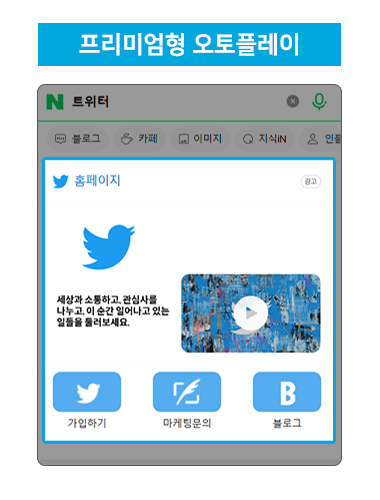 프리미엄형 오토플레이
N 트위터
블로그 카페 이미지 지식iN 인플
홈페이지 광고
세상과 소통하고, 관심사를
나누고, 이 순간 일어나고 있는
일들을 둘러보세요.
B
가입하기 마케팅문의 블로그